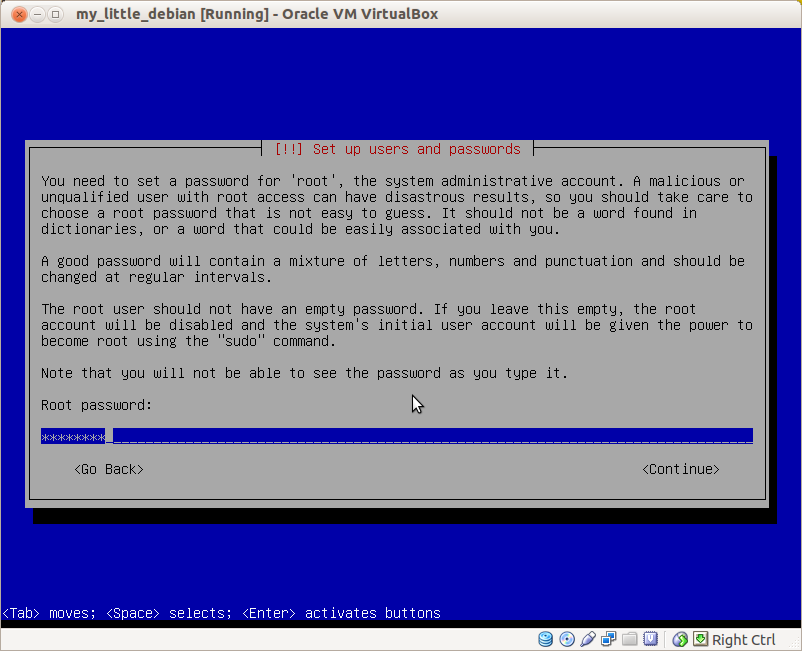 my_little_debian [Running] - Oracle VM VirtualBox
[!!] Set up users and passwords
You need to set a password for 'root', the system administrative account. A malicious or
unqualified user with root access can have disastrous results, so you should take care to
choose a root password that is not easy to guess. It should not be a word found in
dictionaries, or a word that could be easily associated with you.
A good password will contain a mixture of letters, numbers and punctuation and should be
changed at regular intervals.
The root user should not have an empty password. If you leave this empty, the root
account will be disabled and the system's initial user account will be given the power to
become root using the "sudo" command.
Note that you will not be able to see the password as you type it.
Root password:
********
<Go Back> <Continue>
<Tab> moves; <Space> selects; <Enter> activates buttons
Right Ctrl